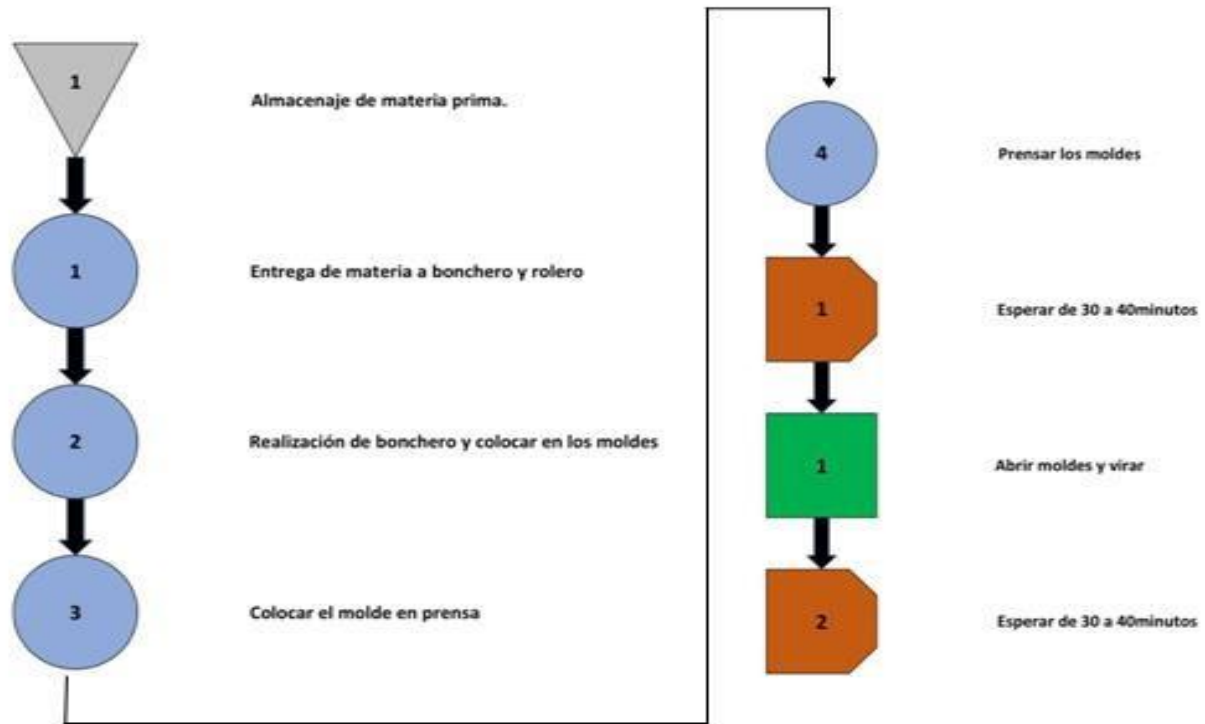 1
Almacenaje de materia prima.
1
Entrega de materia a bonchero y rolero
2
Realización de bonchero y colocar en los moldes
3
Colocar el molde en prensa
4
Prensar los moldes
1
Esperar de 30 a 40minutos
1
Abrir moldes y virar
2
Esperar de 30 a 40minutos